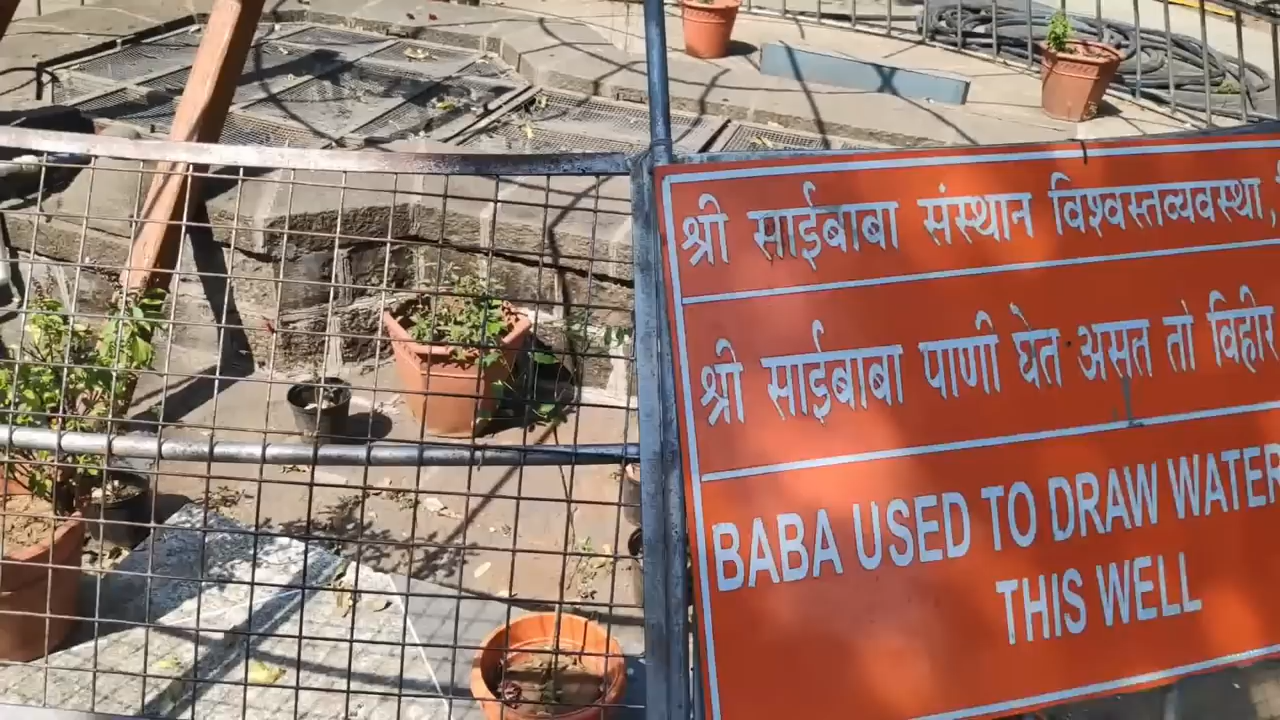 श्री साईबाबा संस्थान विश्वस्तव्यवस्था,
श्री साईबाबा पाणी घेत असत तो विहीर
BABA USED TO DRAW WATER
THIS WELL